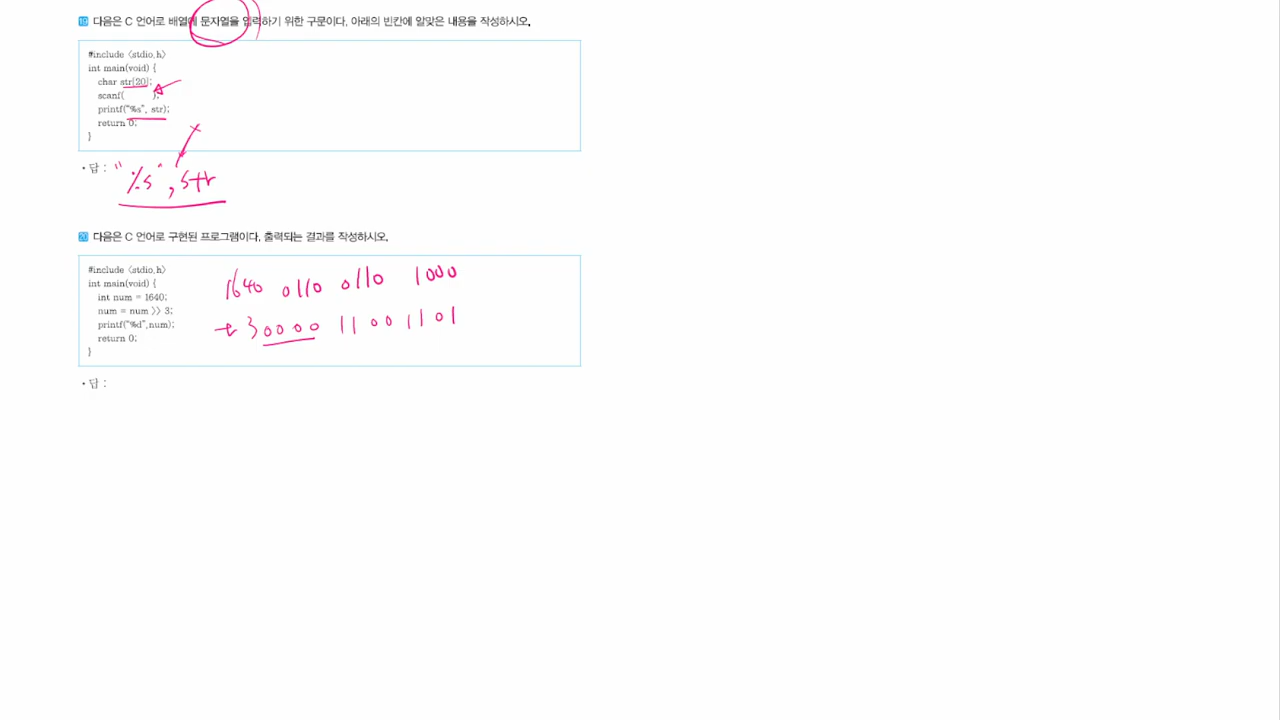 19 다음은 C 언어로 배열에 문자열을 입력하기 위한 구문이다. 아래의 빈칸에 알맞은 내용을 작성하시오.
#include <stdio.h>
int main(void) {
char str[20];
scanf( );
printf("%s", str);
return 0;
}
• 답 : "%s", str
20 다음은 C 언어로 구현된 프로그램이다. 출력되는 결과를 작성하시오.
#include <stdio.h>
int main(void) {
int num = 1640;
num = num >> 3;
printf("%d",num);
return 0;
}
1640 0110 0110 1000
30000 1100 1101
• 답 :